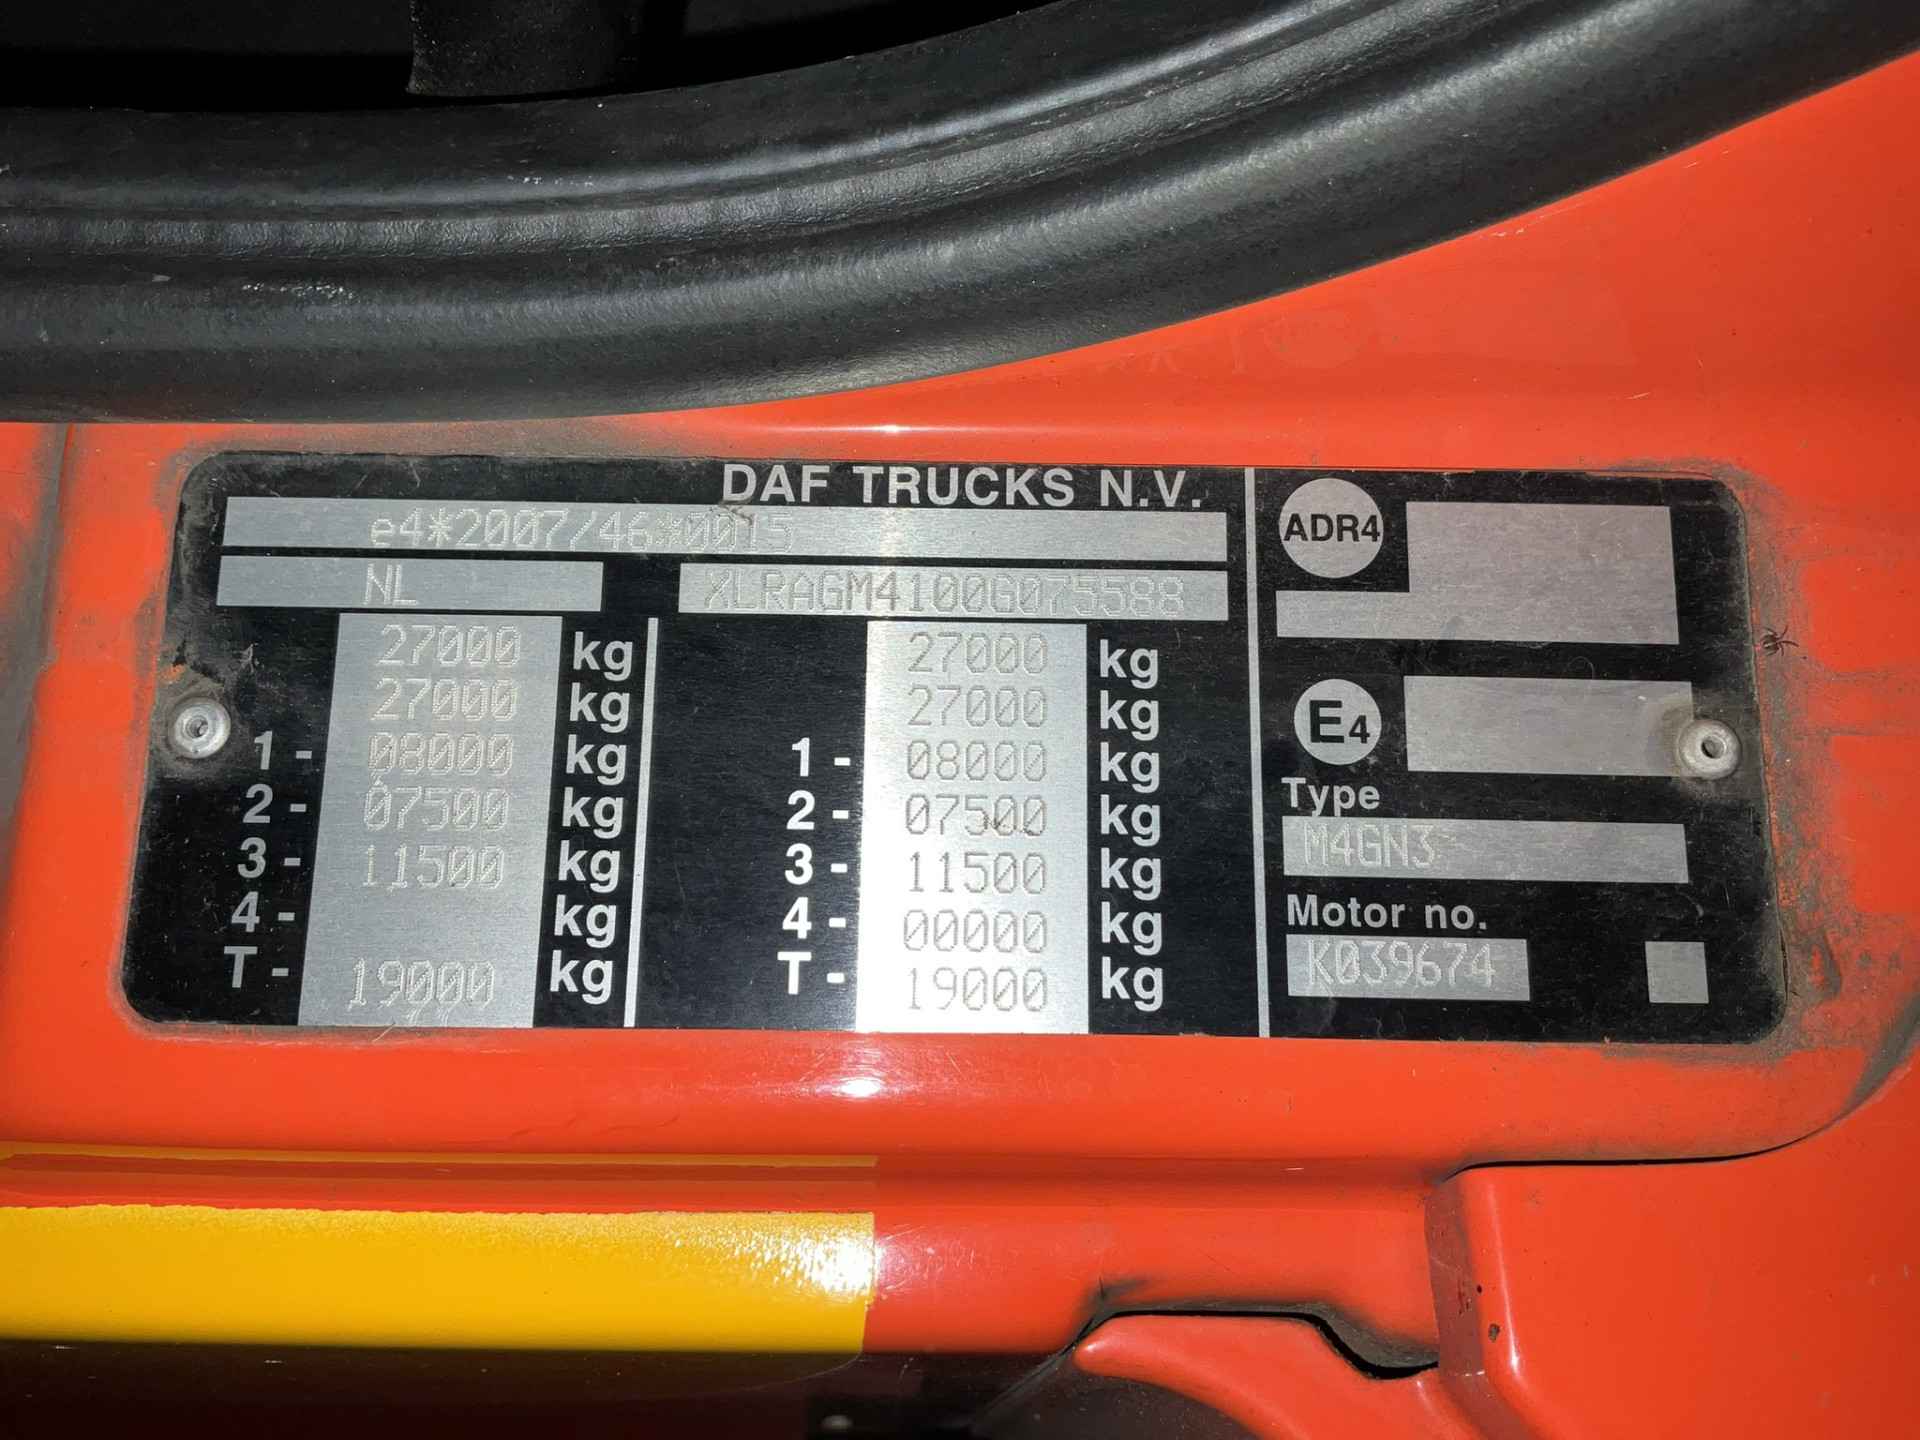 DAF TRUCKS N.V.
e4*2007/46*0015
NL XLRAGM4100G075588
27000 kg 27000 kg
27000 kg 27000 kg
1- 08000 kg 1- 08000 kg
2- 07500 kg 2- 07500 kg
3- 11500 kg 3- 11500 kg
4- kg 4- 00000 kg
T- 19000 kg T- 19000 kg
ADR4
E4
Type
M4GN3
Motor no.
K039674